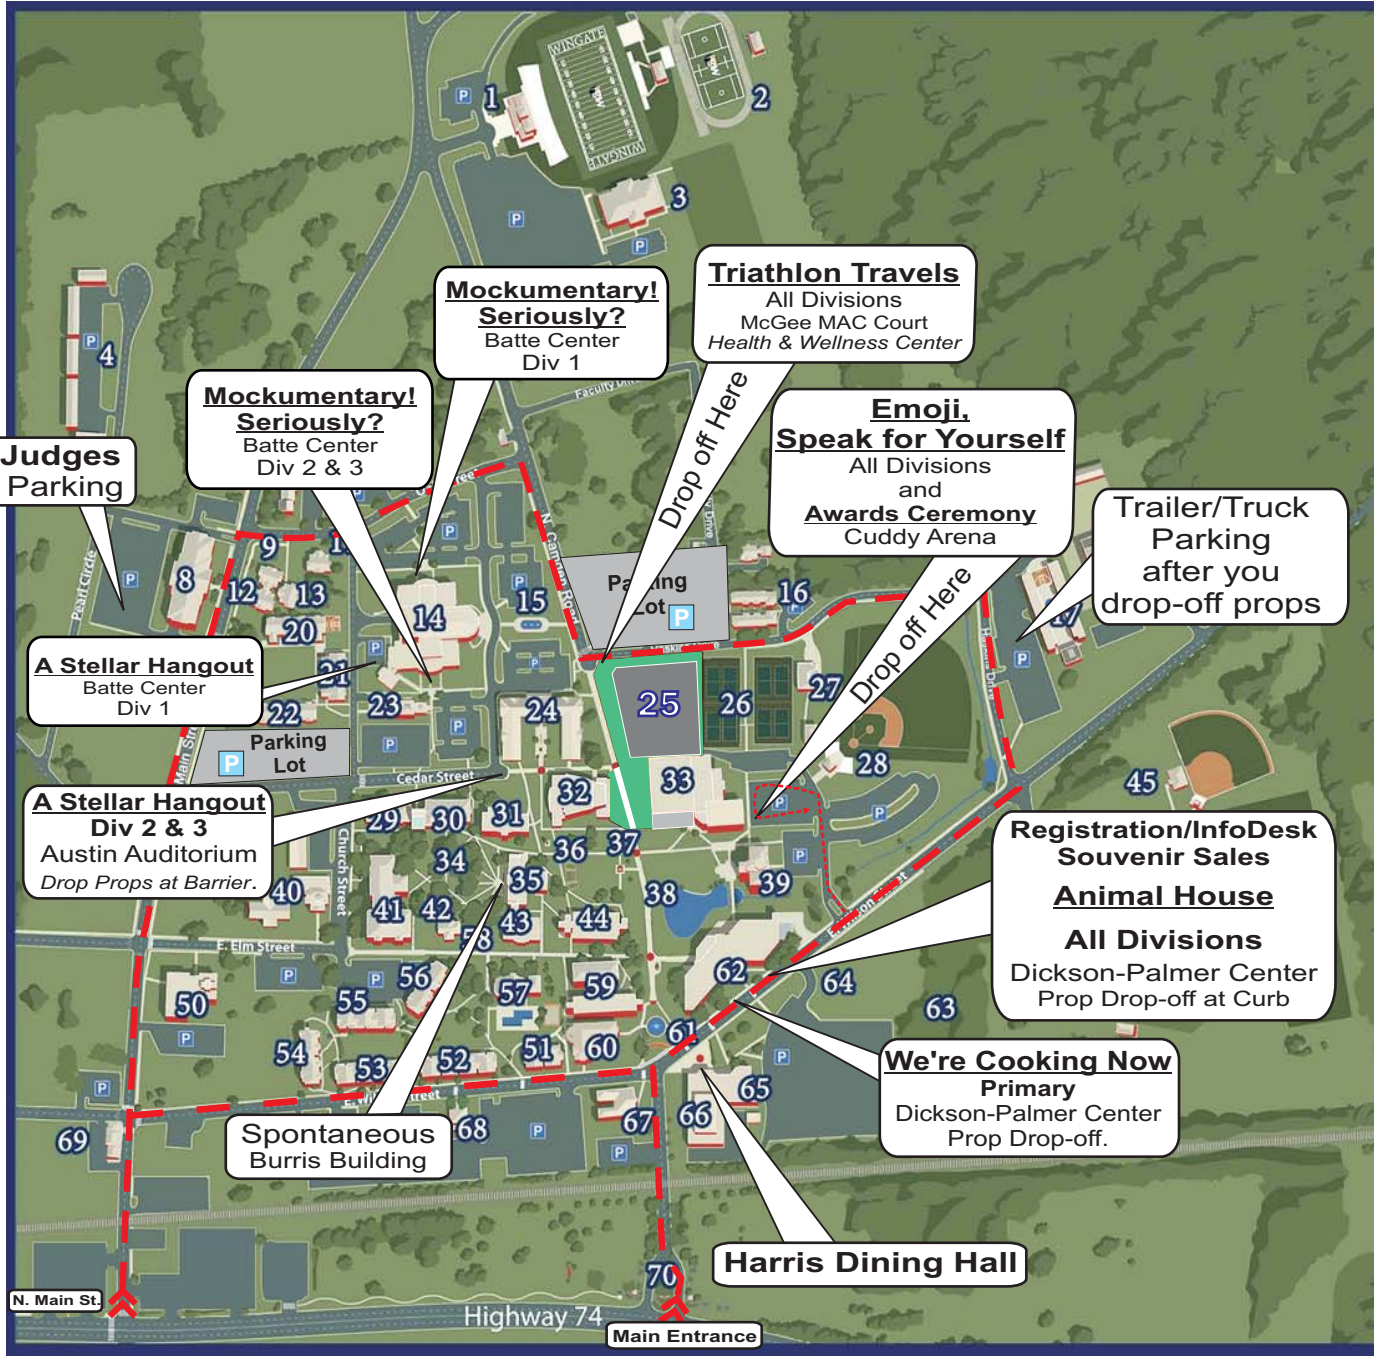 WINGATE
WINGATE
P
1
2
P
3
P
Triathlon Travels
All Divisions
McGee MAC Court
Health & Wellness Center
Drop off Here
Mockumentary!
Seriously?
Batte Center
Div 1
P
4
Mockumentary!
Seriously?
Batte Center
Div 2 & 3
Emoji,
Speak for Yourself
All Divisions
and
Awards Ceremony
Cuddy Arena
Drop off Here
Judges
Parking
Trailer/Truck
Parking
after you
drop-off props
Pearl Circle
P
8
9
12
13
14
15
16
17
P
P
P
N. Camden Road
Parking
Lot
P
20
21
22
23
24
25
26
27
28
P
P
P
P
P
P
A Stellar Hangout
Batte Center
Div 1
Parking
Lot
P
Cedar Street
A Stellar Hangout
Div 2 & 3
Austin Auditorium
Drop Props at Barrier.
29
30
31
32
33
34
35
36
37
38
39
P
45
Church Street
40
41
42
43
44
58
E. Elm Street
Registration/InfoDesk
Souvenir Sales
Animal House
All Divisions
Dickson-Palmer Center
Prop Drop-off at Curb
50
P
P
P
55
56
57
59
62
64
63
54
53
52
51
60
61
P
We're Cooking Now
Primary
Dickson-Palmer Center
Prop Drop-off.
P
69
68
P
67
P
66
65
Spontaneous
Burris Building
Harris Dining Hall
70
N. Main St.
Highway 74
Main Entrance